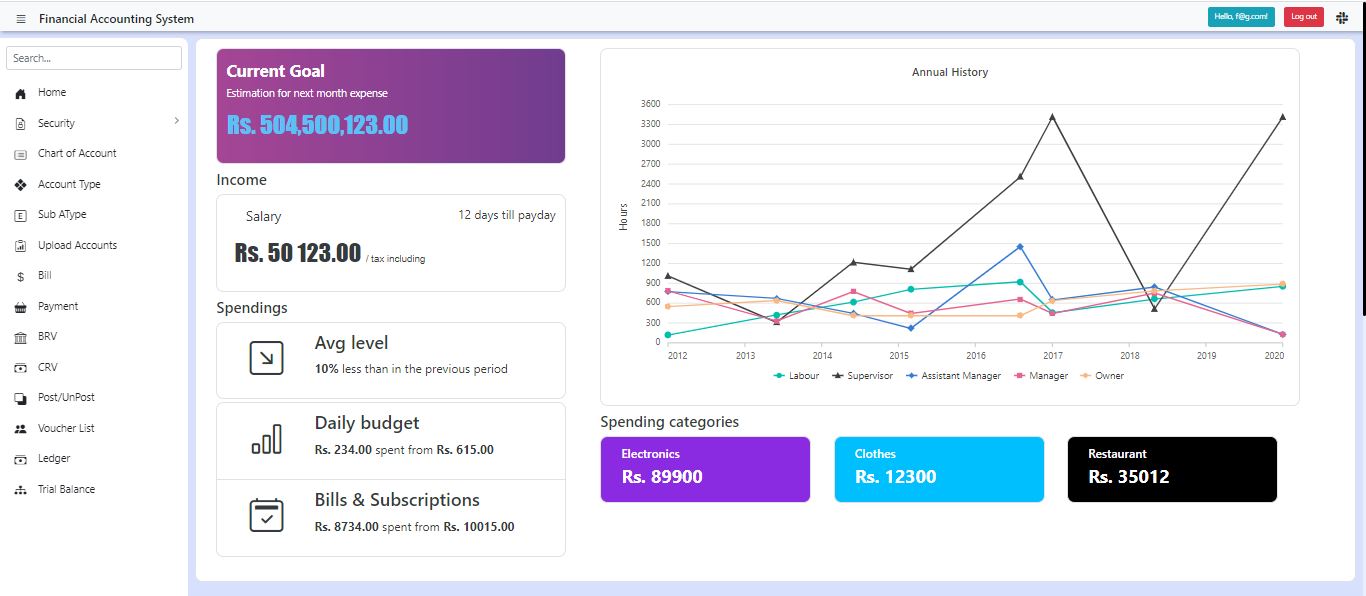 Financial Accounting System
Hello, f@g.com!
Log out
Search...
Home
Security
Chart of Account
Account Type
Sub AType
Upload Accounts
Bill
Payment
BRV
CRV
Post/UnPost
Voucher List
Ledger
Trial Balance
Current Goal
Estimation for next month expense
Rs. 504,500,123.00
Income
Salary
12 days till payday
Rs. 50 123.00 / tax including
Spendings
Avg level
10% less than in the previous period
Daily budget
Rs. 234.00 spent from Rs. 615.00
Bills & Subscriptions
Rs. 8734.00 spent from Rs. 10015.00
Annual History
Hours
3600
3300
3000
2700
2400
2100
1800
1500
1200
900
600
300
0
2012 2013 2014 2015 2016 2017 2018 2019 2020
Labour Supervisor Assistant Manager Manager Owner
Spending categories
Electronics
Rs. 89900
Clothes
Rs. 12300
Restaurant
Rs. 35012